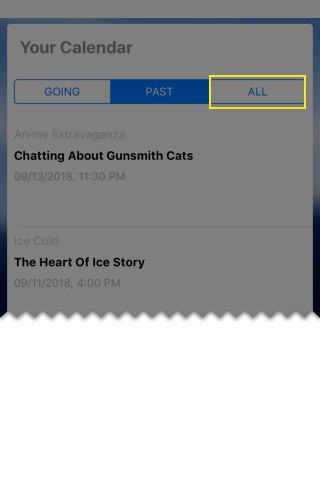 Your Calendar
GOING PAST ALL
Anime Extravaganza
Chatting About Gunsmith Cats
09/13/2018, 11:30 PM
Ice Cold
The Heart Of Ice Story
09/11/2018, 4:00 PM